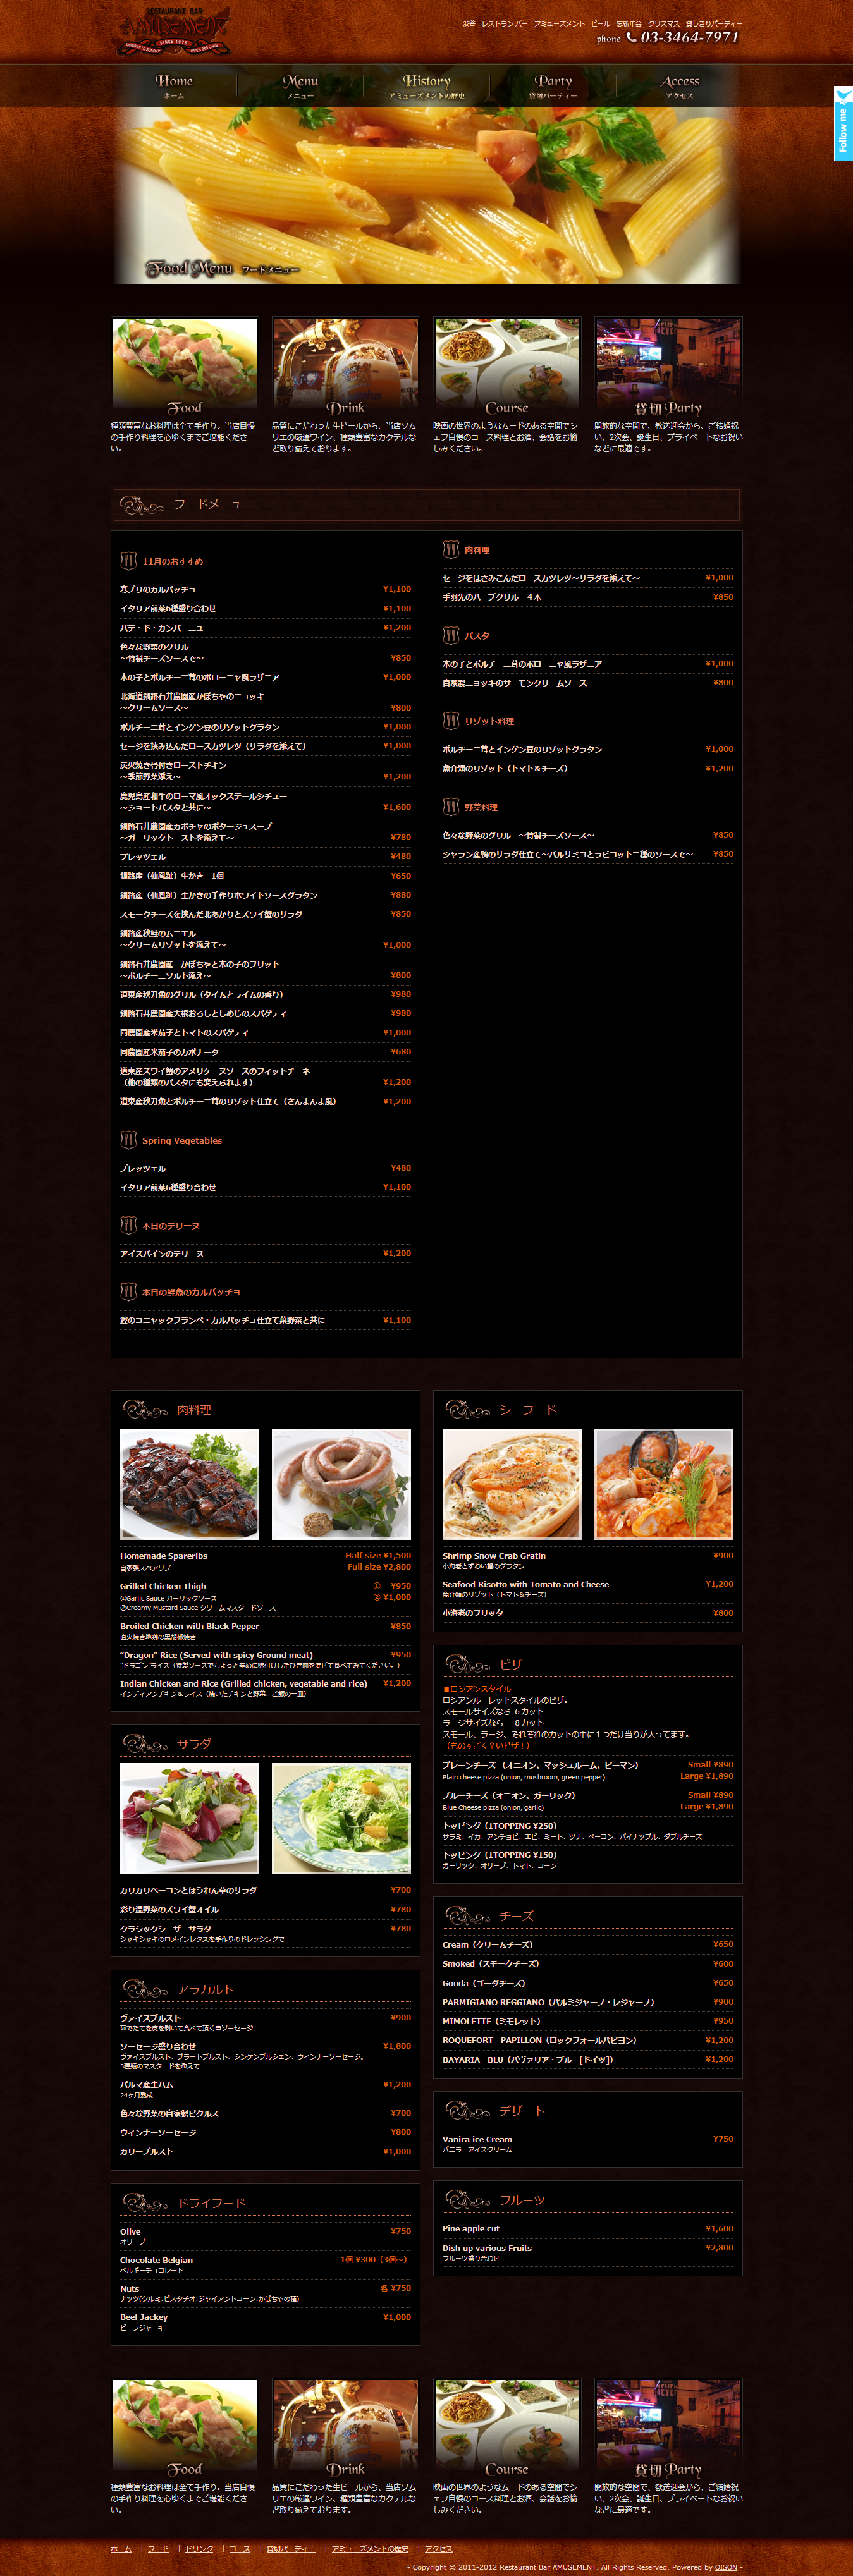 RESTAURANT BAR
AMUSEMENT
SINCE 1976
渋谷　レストランバー　アミューズメント　ビール　忘新年会　クリスマス　貸しきりパーティー
phone 03-3464-7971
Home
ホーム
Menu
メニュー
History
アミューズメントの歴史
Party
貸切パーティー
Access
アクセス
Follow me
Food Menu フードメニュー
Food
種類豊富なお料理は全て手作り。当店自慢
の手作り料理を心ゆくまでご堪能くださ
い。
Drink
品質にこだわった生ビールから、当店ソム
リエの厳選ワイン、種類豊富なカクテルな
ど取り揃えております。
Course
映画の世界のようなムードのある空間でシ
ェフ自慢のコース料理とお酒、会話をお愉
しみください。
貸切 Party
開放的な空間で、歓送迎会から、ご結婚祝
い、2次会、誕生日、プライベートなお祝い
などに最適です。
フードメニュー
11月のおすすめ
寒ブリのカルパッチョ ¥1,100
イタリア前菜6種盛り合わせ ¥1,100
パテ・ド・カンパーニュ ¥1,200
色々な野菜のグリル
～特製チーズソースで～ ¥850
木の子とポルチーニ茸のボローニャ風ラザニア ¥1,000
北海道釧路石井農園産かぼちゃのニョッキ
～クリームソース～ ¥800
ポルチーニ茸とインゲン豆のリゾットグラタン ¥1,000
セージを挟み込んだロースカツレツ（サラダを添えて） ¥1,000
炭火焼き骨付きローストチキン
～季節野菜添え～ ¥1,200
鹿児島産和牛のローマ風オックステールシチュー
～ショートパスタと共に～ ¥1,600
釧路石井農園産カボチャのポタージュスープ
～ガーリックトーストを添えて～ ¥780
プレッツェル ¥480
釧路産（仙鳳趾）生かき　1個 ¥650
釧路産（仙鳳趾）生かきの手作りホワイトソースグラタン ¥880
スモークチーズを挟んだ北あかりとズワイ蟹のサラダ ¥850
釧路産秋鮭のムニエル
～クリームリゾットを添えて～ ¥1,000
釧路石井農園産　かぼちゃと木の子のフリット
～ポルチーニソルト添え～ ¥800
道東産秋刀魚のグリル（タイムとライムの香り） ¥980
釧路石井農園産大根おろしとしめじのスパゲティ ¥980
同農園産米茄子とトマトのスパゲティ ¥1,000
同農園産米茄子のカポナータ ¥680
道東産ズワイ蟹のアメリケーヌソースのフィットチーネ
（他の種類のパスタにも変えられます） ¥1,200
道東産秋刀魚とポルチーニ茸のリゾット仕立て（さんまんま風） ¥1,200
Spring Vegetables
プレッツェル ¥480
イタリア前菜6種盛り合わせ ¥1,100
本日のテリーヌ
アイスバインのテリーヌ ¥1,200
本日の鮮魚のカルパッチョ
鰹のコニャックフランベ・カルパッチョ仕立て葉野菜と共に ¥1,100
肉料理
セージをはさみこんだロースカツレツ～サラダを添えて～ ¥1,000
手羽先のハーブグリル　４本 ¥850
パスタ
木の子とポルチーニ茸のボローニャ風ラザニア ¥1,000
自家製ニョッキのサーモンクリームソース ¥800
リゾット料理
ポルチーニ茸とインゲン豆のリゾットグラタン ¥1,000
魚介類のリゾット（トマト＆チーズ） ¥1,200
野菜料理
色々な野菜のグリル　～特製チーズソース～ ¥850
シャラン産鴨のサラダ仕立て～バルサミコとラビコット二種のソースで～ ¥850
肉料理
Homemade Spareribs Half size ¥1,500
自家製スペアリブ Full size ¥2,800
Grilled Chicken Thigh ① ¥950
①Garlic Sauce ガーリックソース ② ¥1,000
②Creamy Mustard Sauce クリームマスタードソース
Broiled Chicken with Black Pepper ¥850
直火焼き地鶏の黒胡椒焼き
"Dragon" Rice (Served with spicy Ground meat) ¥950
"ドラゴン"ライス（特製ソースでちょっと辛めに味付けしたひき肉を混ぜて食べてみてください。）
Indian Chicken and Rice (Grilled chicken, vegetable and rice) ¥1,200
インディアンチキン＆ライス（焼いたチキンと野菜、ご飯の一皿）
サラダ
カリカリベーコンとほうれん草のサラダ ¥700
彩り温野菜のズワイ蟹オイル ¥780
クラシックシーザーサラダ ¥780
シャキシャキのロメインレタスを手作りのドレッシングで
アラカルト
ヴァイスブルスト ¥900
茹でたてを皮を剥いて食べて頂く白ソーセージ
ソーセージ盛り合わせ ¥1,800
ヴァイスブルスト、ブラートブルスト、シンケンブルシェン、ウィンナーソーセージ。
3種類のマスタードを添えて
パルマ産生ハム ¥1,200
24ヶ月熟成
色々な野菜の自家製ピクルス ¥700
ウィンナーソーセージ ¥800
カリーブルスト ¥1,000
ドライフード
Olive ¥750
オリーブ
Chocolate Belgian 1個 ¥300（3個～）
ベルギーチョコレート
Nuts 各 ¥750
ナッツ(クルミ､ピスタチオ､ジャイアントコーン､かぼちゃの種)
Beef Jackey ¥1,000
ビーフジャーキー
シーフード
Shrimp Snow Crab Gratin ¥900
小海老とずわい蟹のグラタン
Seafood Risotto with Tomato and Cheese ¥1,200
魚介類のリゾット（トマト＆チーズ）
小海老のフリッター ¥800
ピザ
■ロシアンスタイル
ロシアンルーレットスタイルのピザ。
スモールサイズなら ６カット
ラージサイズなら　 ８カット
スモール、ラージ、それぞれのカットの中に１つだけ当りが入ってます。
（ものすごく辛いピザ！）
プレーンチーズ （オニオン、マッシュルーム、ピーマン） Small ¥890
Plain cheese pizza (onion, mushroom, green pepper) Large ¥1,890
ブルーチーズ（オニオン、ガーリック） Small ¥890
Blue Cheese pizza (onion, garlic) Large ¥1,890
トッピング（1TOPPING ¥250）
サラミ、イカ、アンチョビ、エビ、ミート、ツナ、ベーコン、パイナップル、ダブルチーズ
トッピング（1TOPPING ¥150）
ガーリック、オリーブ、トマト、コーン
チーズ
Cream（クリームチーズ） ¥650
Smoked（スモークチーズ） ¥600
Gouda（ゴーダチーズ） ¥650
PARMIGIANO REGGIANO（パルミジャーノ・レジャーノ） ¥900
MIMOLETTE（ミモレット） ¥950
ROQUEFORT　PAPILLON（ロックフォールパピヨン） ¥1,200
BAYARIA　BLU（バヴァリア・ブルー[ドイツ]） ¥1,200
デザート
Vanira ice Cream ¥750
バニラ　アイスクリーム
フルーツ
Pine apple cut ¥1,600
Dish up various Fruits ¥2,800
フルーツ盛り合わせ
Food
種類豊富なお料理は全て手作り。当店自慢
の手作り料理を心ゆくまでご堪能くださ
い。
Drink
品質にこだわった生ビールから、当店ソム
リエの厳選ワイン、種類豊富なカクテルな
ど取り揃えております。
Course
映画の世界のようなムードのある空間でシ
ェフ自慢のコース料理とお酒、会話をお愉
しみください。
貸切 Party
開放的な空間で、歓送迎会から、ご結婚祝
い、2次会、誕生日、プライベートなお祝い
などに最適です。
ホーム | フード | ドリンク | コース | 貸切パーティー | アミューズメントの歴史 | アクセス
- Copyright © 2011-2012 Restaurant Bar AMUSEMENT. All Rights Reserved. Powered by OISON -